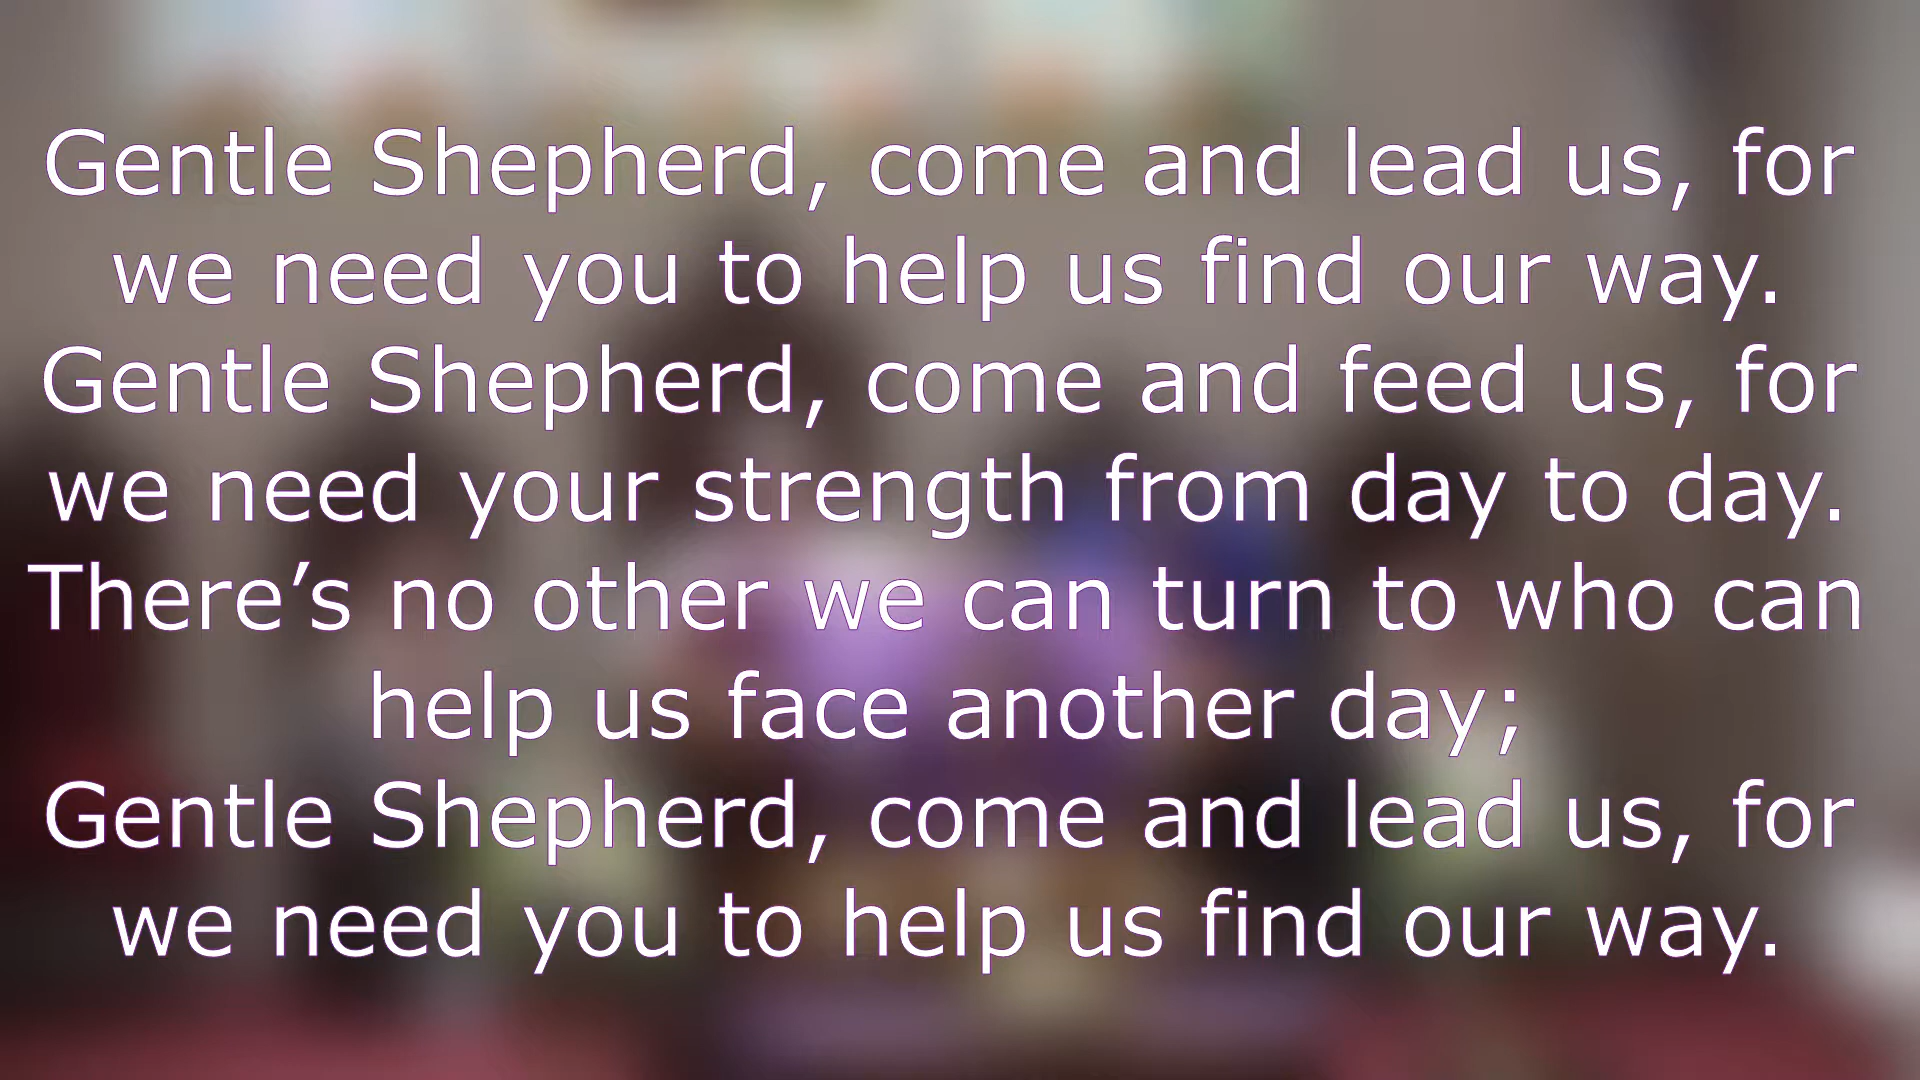 Gentle Shepherd, come and lead us, for
we need you to help us find our way.
Gentle Shepherd, come and feed us, for
we need your strength from day to day.
There’s no other we can turn to who can
help us face another day;
Gentle Shepherd, come and lead us, for
we need you to help us find our way.